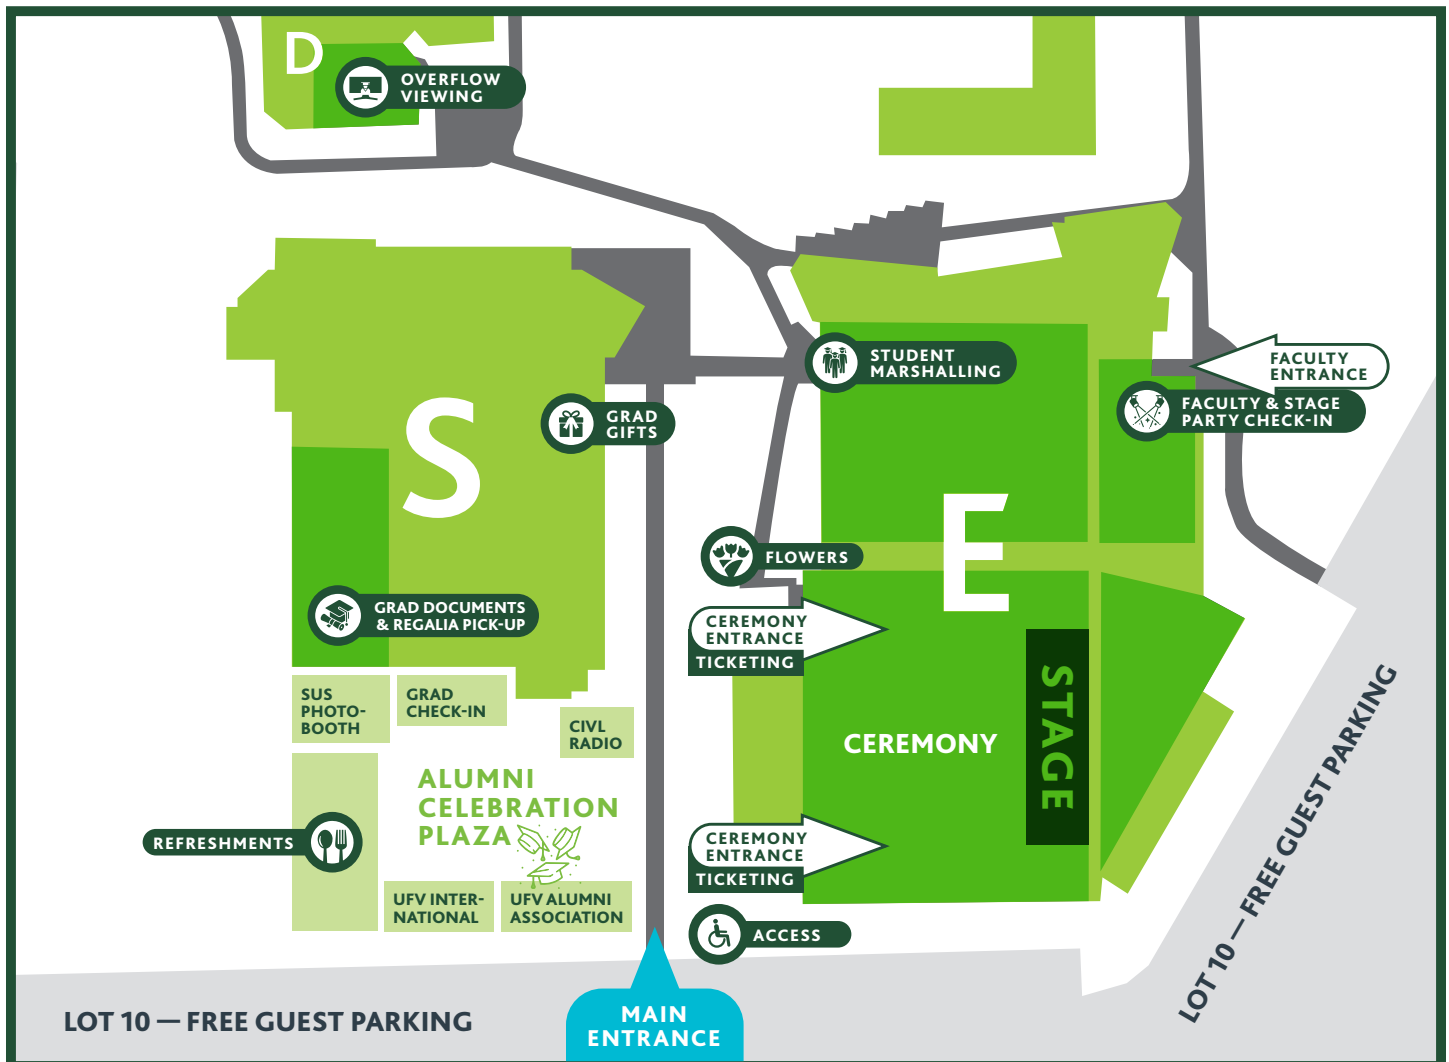 D
OVERFLOW
VIEWING
STUDENT
MARSHALLING
FACULTY
ENTRANCE
FACULTY & STAGE
PARTY CHECK-IN
S
GRAD
GIFTS
E
FLOWERS
GRAD DOCUMENTS
& REGALIA PICK-UP
CEREMONY
ENTRANCE
TICKETING
SUS
PHOTO-
BOOTH
GRAD
CHECK-IN
CIVL
RADIO
STAGE
CEREMONY
ALUMNI
CELEBRATION
PLAZA
REFRESHMENTS
CEREMONY
ENTRANCE
TICKETING
UFV INTER-
NATIONAL
UFV ALUMNI
ASSOCIATION
ACCESS
LOT 10 — FREE GUEST PARKING
LOT 10 — FREE GUEST PARKING
MAIN
ENTRANCE